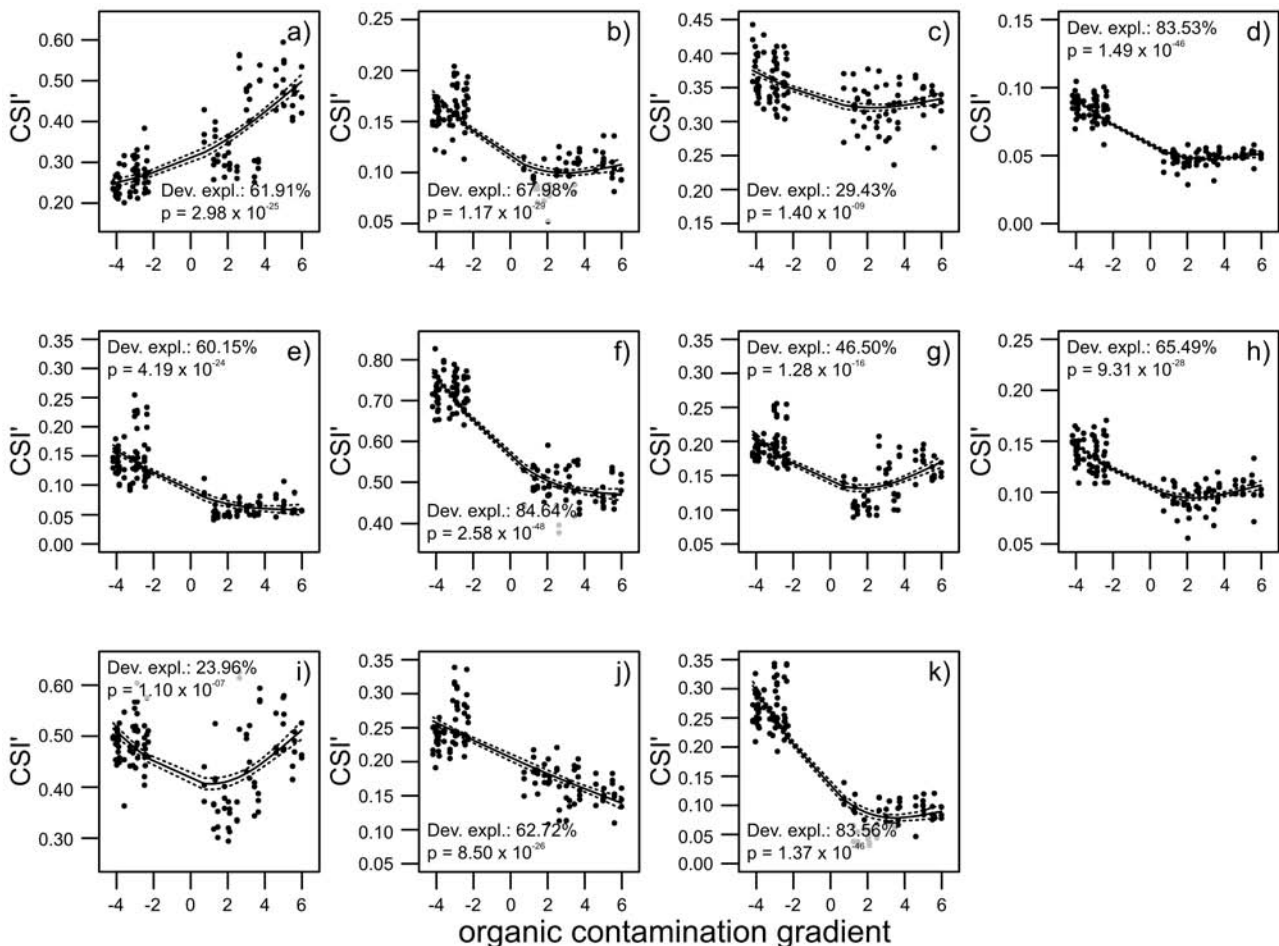 a)
CSI'
0.60
0.50
0.40
0.30
0.20
Dev. expl.: 61.91%
p = 2.98 x 10⁻²⁵
-4 -2 0 2 4 6
b)
CSI'
0.25
0.20
0.15
0.10
0.05
Dev. expl.: 67.98%
p = 1.17 x 10⁻²⁹
-4 -2 0 2 4 6
c)
CSI'
0.45
0.40
0.35
0.30
0.25
0.20
0.15
Dev. expl.: 29.43%
p = 1.40 x 10⁻⁰⁹
-4 -2 0 2 4 6
d)
CSI'
0.15
0.10
0.05
0.00
Dev. expl.: 83.53%
p = 1.49 x 10⁻⁴⁶
-4 -2 0 2 4 6
e)
CSI'
0.35
0.30
0.25
0.20
0.15
0.10
0.05
0.00
Dev. expl.: 60.15%
p = 4.19 x 10⁻²⁴
-4 -2 0 2 4 6
f)
CSI'
0.80
0.70
0.60
0.50
0.40
Dev. expl.: 84.64%
p = 2.58 x 10⁻⁴⁸
-4 -2 0 2 4 6
g)
CSI'
0.35
0.30
0.25
0.20
0.15
0.10
0.05
Dev. expl.: 46.50%
p = 1.28 x 10⁻¹⁶
-4 -2 0 2 4 6
h)
CSI'
0.25
0.20
0.15
0.10
0.05
Dev. expl.: 65.49%
p = 9.31 x 10⁻²⁸
-4 -2 0 2 4 6
i)
CSI'
0.60
0.50
0.40
0.30
Dev. expl.: 23.96%
p = 1.10 x 10⁻⁰⁷
-4 -2 0 2 4 6
j)
CSI'
0.35
0.30
0.25
0.20
0.15
0.10
0.05
Dev. expl.: 62.72%
p = 8.50 x 10⁻²⁶
-4 -2 0 2 4 6
k)
CSI'
0.35
0.30
0.25
0.20
0.15
0.10
0.05
0.00
Dev. expl.: 83.56%
p = 1.37 x 10⁻⁴⁶
-4 -2 0 2 4 6
organic contamination gradient